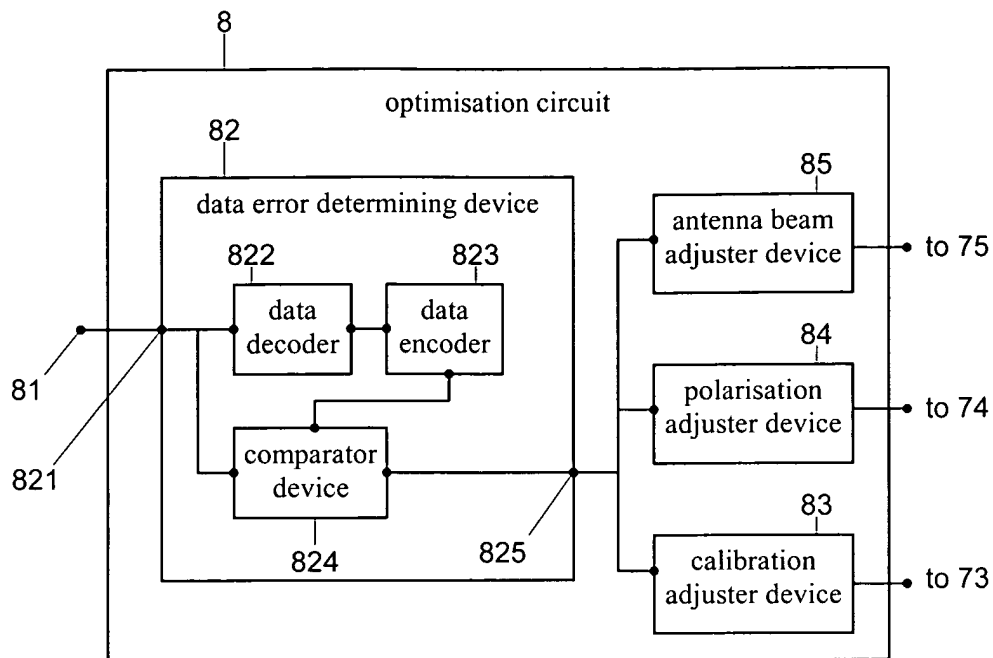 8
optimisation circuit
82
data error determining device
822
823
data
decoder
data
encoder
85
antenna beam
adjuster device
to 75
81
821
comparator
device
824
825
84
polarisation
adjuster device
to 74
83
calibration
adjuster device
to 73